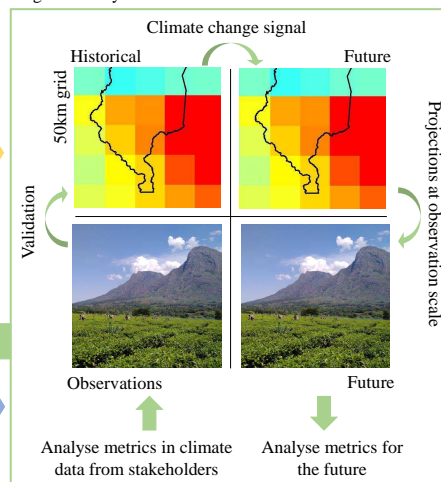 Climate change signal
Historical
Future
50km grid
Validation
Projections at observation scale
Observations
Future
Analyse metrics in climate
data from stakeholders
Analyse metrics for
the future